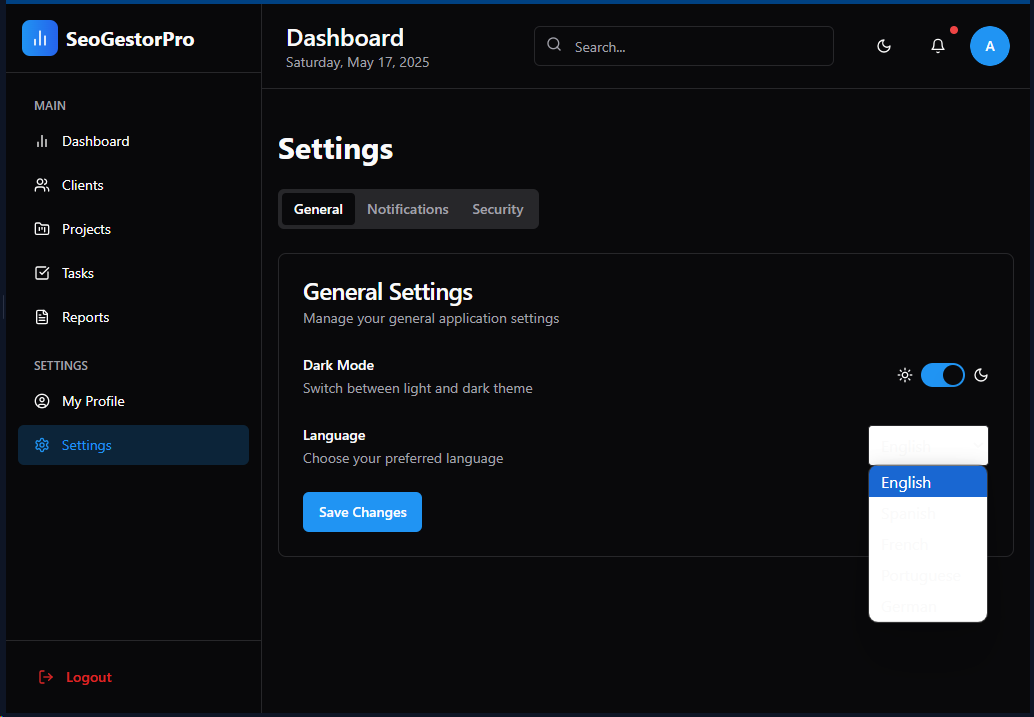 SeoGestorPro
Dashboard
Saturday, May 17, 2025
Search...
A
MAIN
Dashboard
Clients
Projects
Tasks
Reports
SETTINGS
My Profile
Settings
Logout
Settings
General Notifications Security
General Settings
Manage your general application settings
Dark Mode
Switch between light and dark theme
Language
Choose your preferred language
English
English
Spanish
French
Portuguese
German
Save Changes